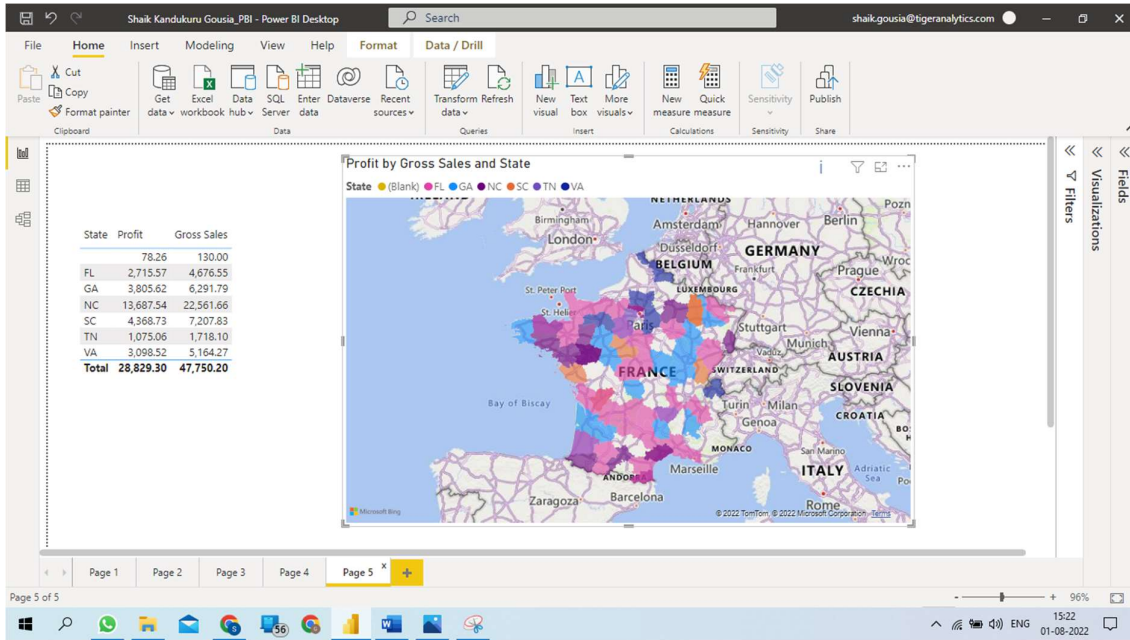 Shaik Kandukuru Gousia_PBI - Power BI Desktop
Search
shaik.gousia@tigeranalytics.com
File Home Insert Modeling View Help Format Data / Drill
Paste
Cut
Copy
Format painter
Get data
Excel workbook
Data hub
SQL Server
Enter data
Dataverse
Recent sources
Transform data
Refresh
New visual
Text box
More visuals
New measure
Quick measure
Sensitivity
Publish
Clipboard Data Queries Insert Calculations Sensitivity Share
Filters
Visualizations
Fields
State Profit Gross Sales
78.26 130.00
FL 2,715.57 4,676.55
GA 3,805.62 6,291.79
NC 13,687.54 22,561.66
SC 4,368.73 7,207.83
TN 1,075.06 1,718.10
VA 3,098.52 5,164.27
Total 28,829.30 47,750.20
Profit by Gross Sales and State
State (Blank) FL GA NC SC TN VA
NETHERLANDS
Pozn
Birmingham
Amsterdam
Hannover
Berlin
London
Düsseldorf
GERMANY
BELGIUM
Frankfurt
Wroc
Prague
St. Peter Port
LUXEMBOURG
CZECHIA
St. Helier
Paris
Stuttgart
Vienna
Munich
Vaduz
AUSTRIA
FRANCE
SWITZERLAND
SLOVENIA
Bay of Biscay
Turin
Milan
CROATIA
Genoa
BO
H
MONACO
San Marino
Marseille
ITALY
Adriatic Sea
Po
ANDOR
Zaragoza
Barcelona
Rome
Microsoft Bing
© 2022 TomTom, © 2022 Microsoft Corporation Terms
Page 1 Page 2 Page 3 Page 4 Page 5
Page 5 of 5
96%
56
ENG
15:22
01-08-2022